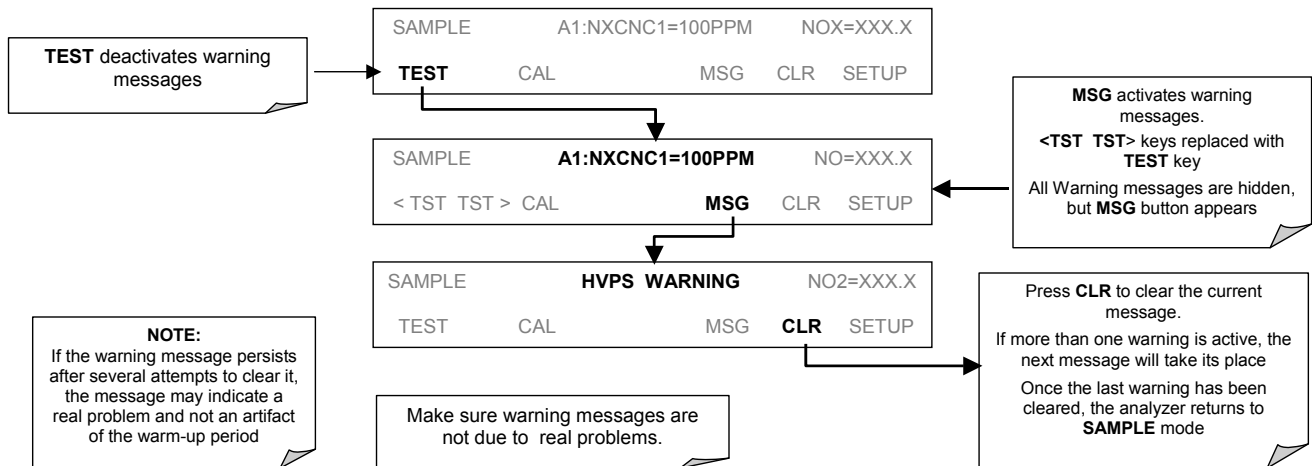 TEST deactivates warning
messages
SAMPLE A1:NXCNC1=100PPM NOX=XXX.X
TEST CAL MSG CLR SETUP
MSG activates warning
messages.
<TST TST> keys replaced with
TEST key
All Warning messages are hidden,
but MSG button appears
SAMPLE A1:NXCNC1=100PPM NO=XXX.X
< TST TST > CAL MSG CLR SETUP
SAMPLE HVPS WARNING NO2=XXX.X
TEST CAL MSG CLR SETUP
Press CLR to clear the current
message.
If more than one warning is active, the
next message will take its place
Once the last warning has been
cleared, the analyzer returns to
SAMPLE mode
NOTE:
If the warning message persists
after several attempts to clear it,
the message may indicate a
real problem and not an artifact
of the warm-up period
Make sure warning messages are
not due to real problems.